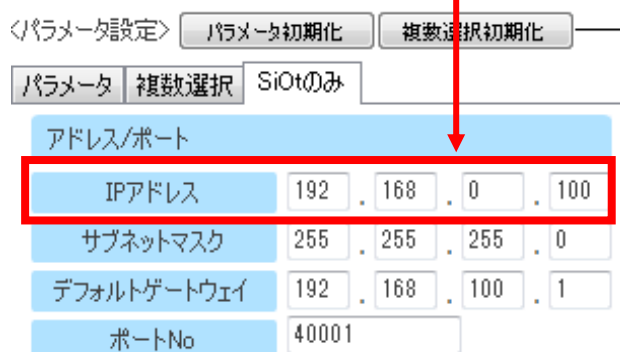 <パラメータ設定> パラメータ初期化 複数選択初期化
パラメータ 複数選択 SiOtのみ
アドレス/ポート
IPアドレス 192 . 168 . 0 . 100
サブネットマスク 255 . 255 . 255 . 0
デフォルトゲートウェイ 192 . 168 . 100 . 1
ポートNo 40001